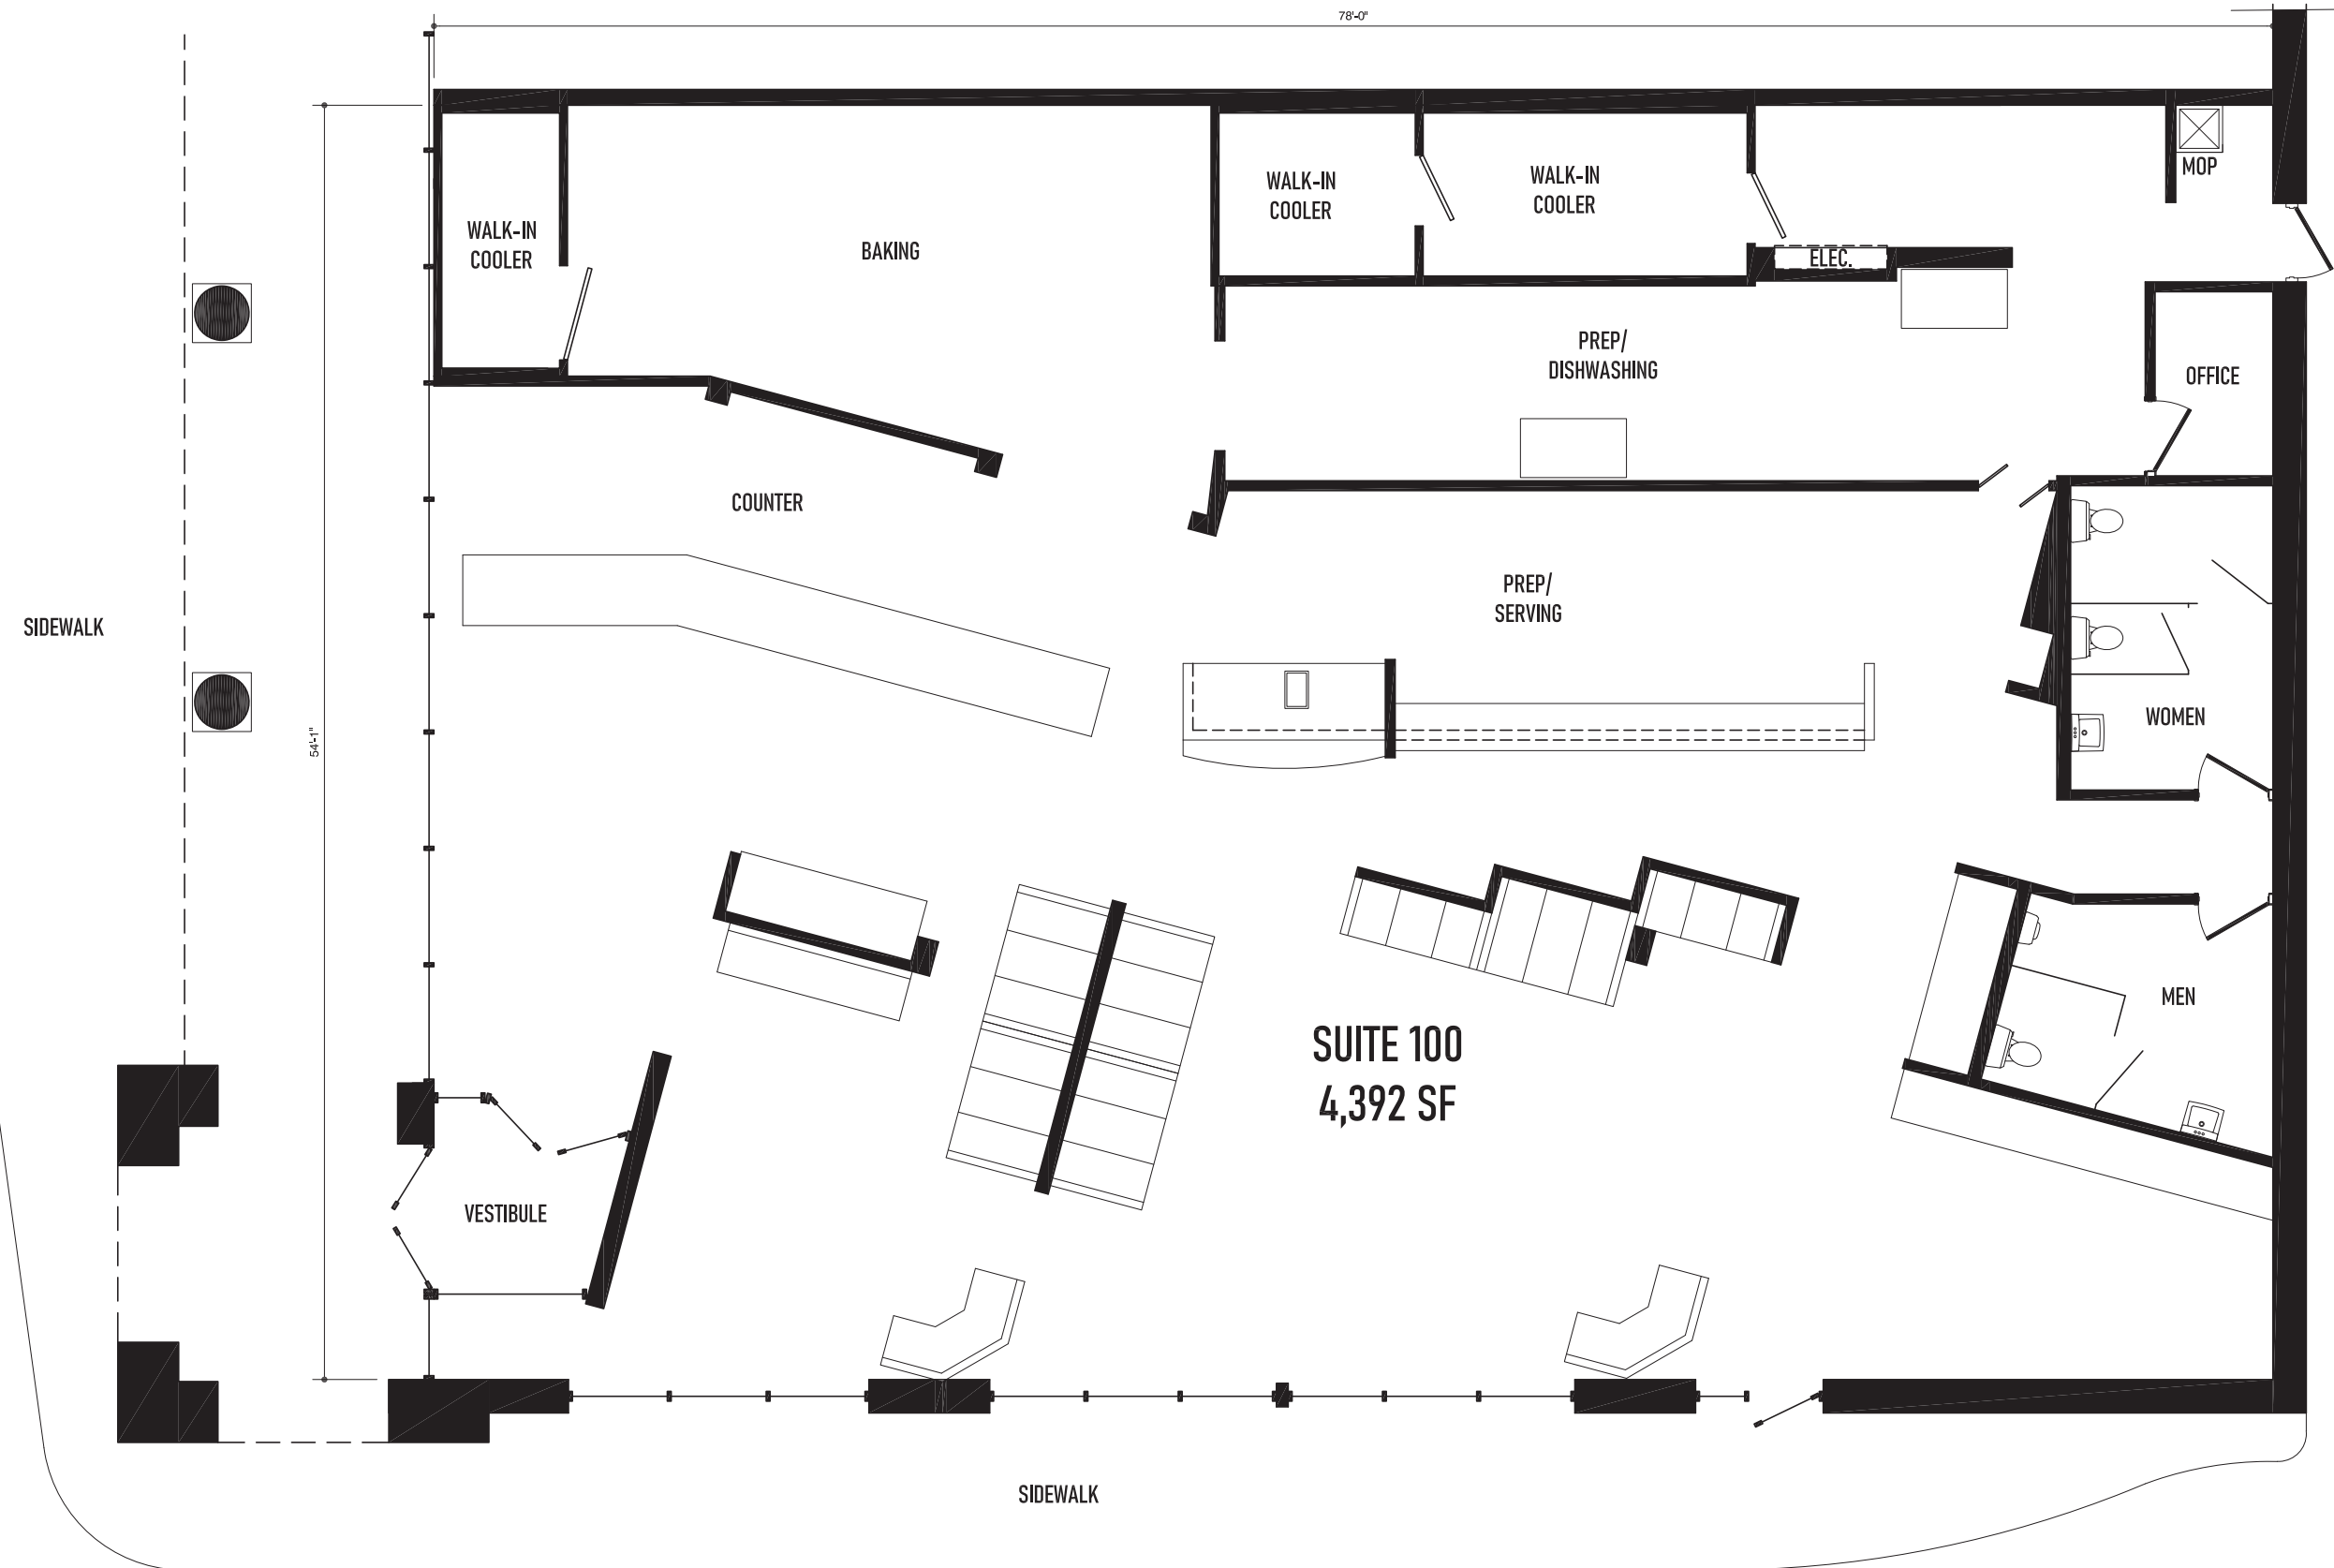 78'-0"
MOP
WALK-IN
COOLER
WALK-IN
COOLER
WALK-IN
COOLER
BAKING
ELEC.
PREP/
DISHWASHING
OFFICE
COUNTER
PREP/
SERVING
SIDEWALK
54'-1"
WOMEN
MEN
SUITE 100
4,392 SF
VESTIBULE
SIDEWALK